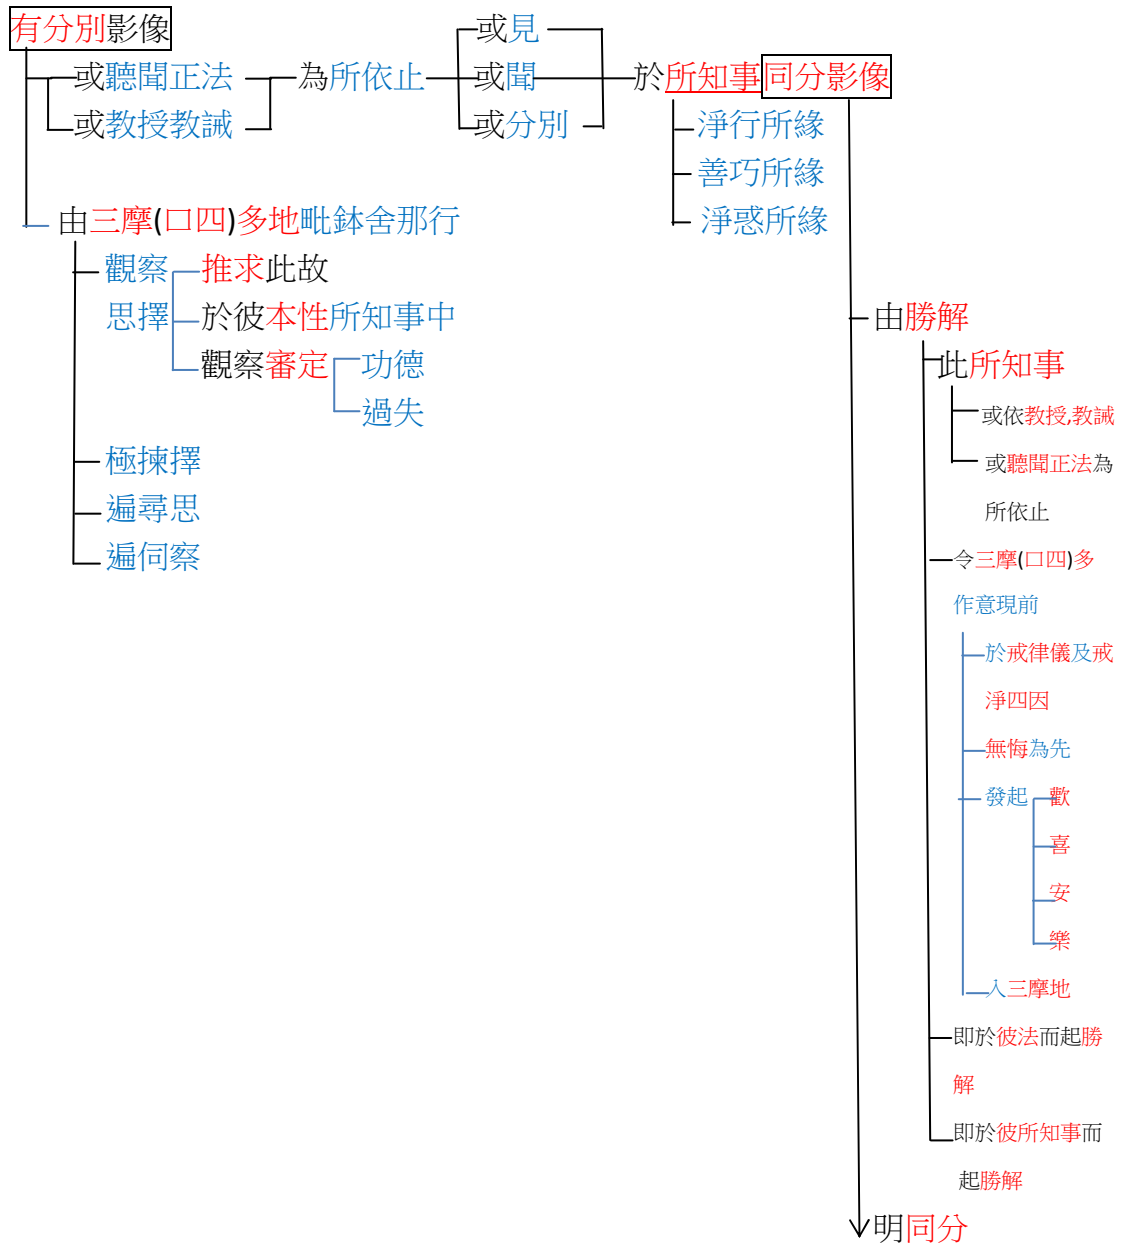 有分別影像
或聽聞正法
或教授教誡
為所依止
或見
或聞
或分別
於所知事同分影像
淨行所緣
善巧所緣
淨惑所緣
由三摩(口四)多地毗鉢舍那行
觀察
思擇
推求此故
於彼本性所知事中
觀察審定
功德
過失
極揀擇
遍尋思
遍伺察
由勝解
此所知事
或依教授,教誡
或聽聞正法為
所依止
令三摩(口四)多
作意現前
於戒律儀及戒
淨四因
無悔為先
發起
歡
喜
安
樂
入三摩地
即於彼法而起勝
解
即於彼所知事而
起勝解
明同分